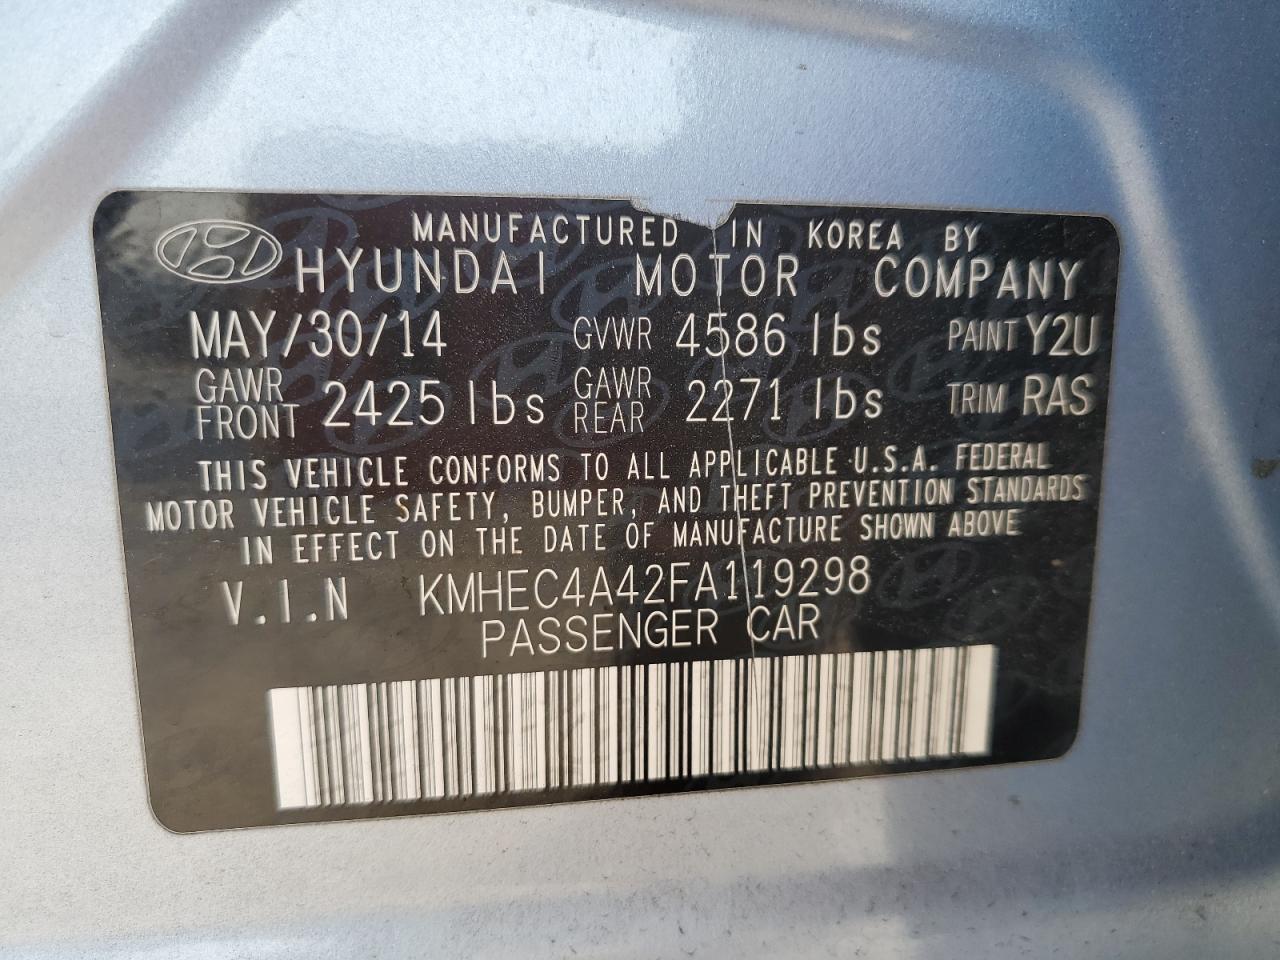 MANUFACTURED IN KOREA BY
HYUNDAI MOTOR COMPANY
MAY/30/14 GVWR 4586 lbs PAINT Y2U
GAWR FRONT 2425 lbs GAWR REAR 2271 lbs TRIM RAS
THIS VEHICLE CONFORMS TO ALL APPLICABLE U.S.A. FEDERAL
MOTOR VEHICLE SAFETY, BUMPER, AND THEFT PREVENTION STANDARDS
IN EFFECT ON THE DATE OF MANUFACTURE SHOWN ABOVE
V.I.N KMHEC4A42FA119298
PASSENGER CAR